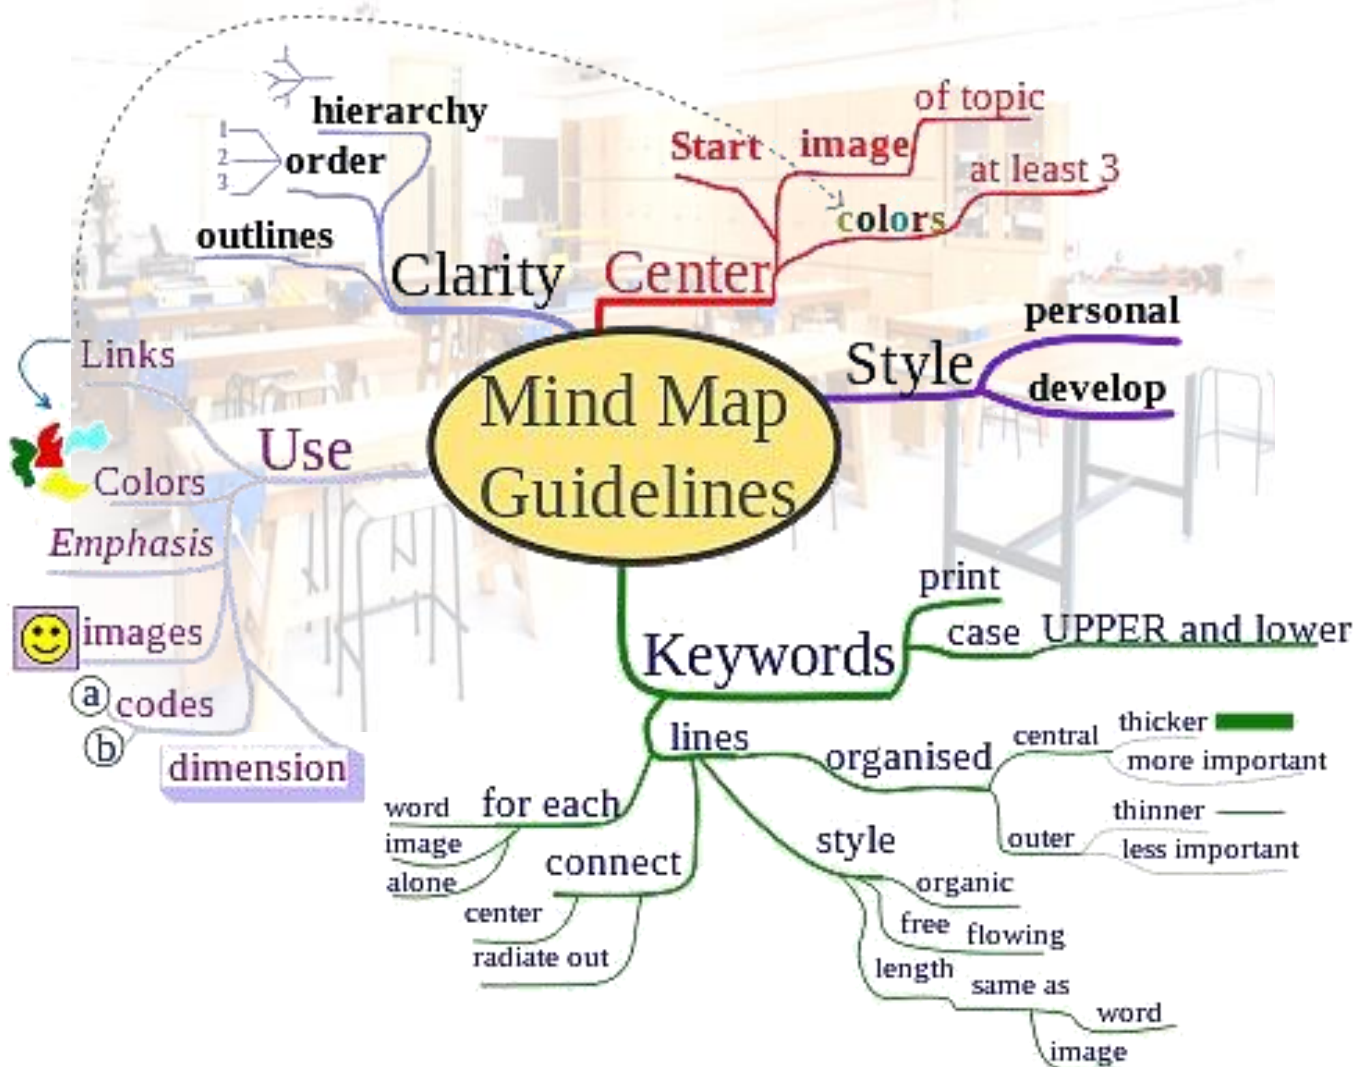 Mind Map
Guidelines
Center
Start
image
of topic
colors
at least 3
Style
personal
develop
Keywords
print
case
UPPER and lower
lines
organised
central
thicker
more important
outer
thinner
less important
style
organic
free
flowing
length
same as
word
image
connect
center
radiate out
for each
word
image
alone
Use
Links
Colors
Emphasis
images
codes
a
b
dimension
Clarity
outlines
order
1
2
3
hierarchy